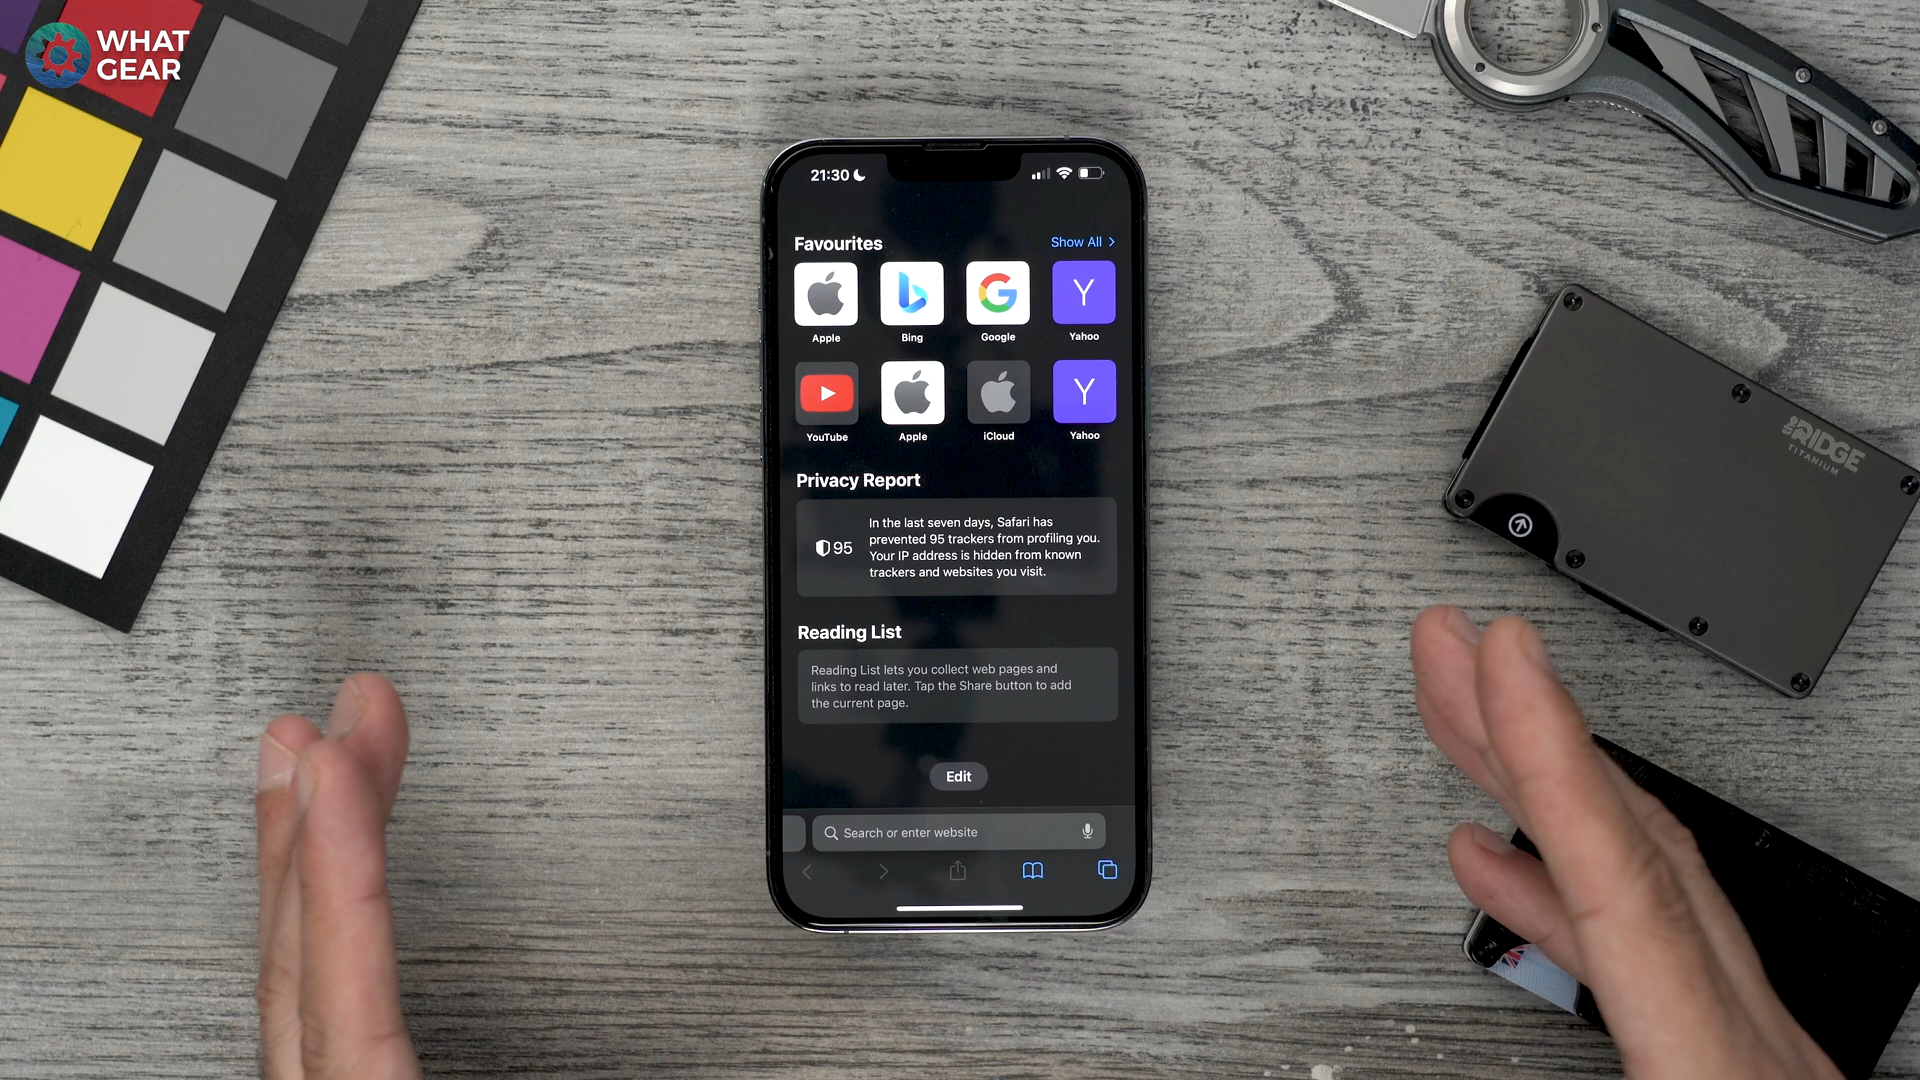 WHAT
GEAR
21:30
Favourites
Show All
Apple
Bing
Google
Y
Yahoo
YouTube
Apple
iCloud
Y
Yahoo
Privacy Report
95
In the last seven days, Safari has
prevented 95 trackers from profiling you.
Your IP address is hidden from known
trackers and websites you visit.
Reading List
Reading List lets you collect web pages and
links to read later. Tap the Share button to add
the current page.
Edit
Search or enter website
THE RIDGE
TITANIUM